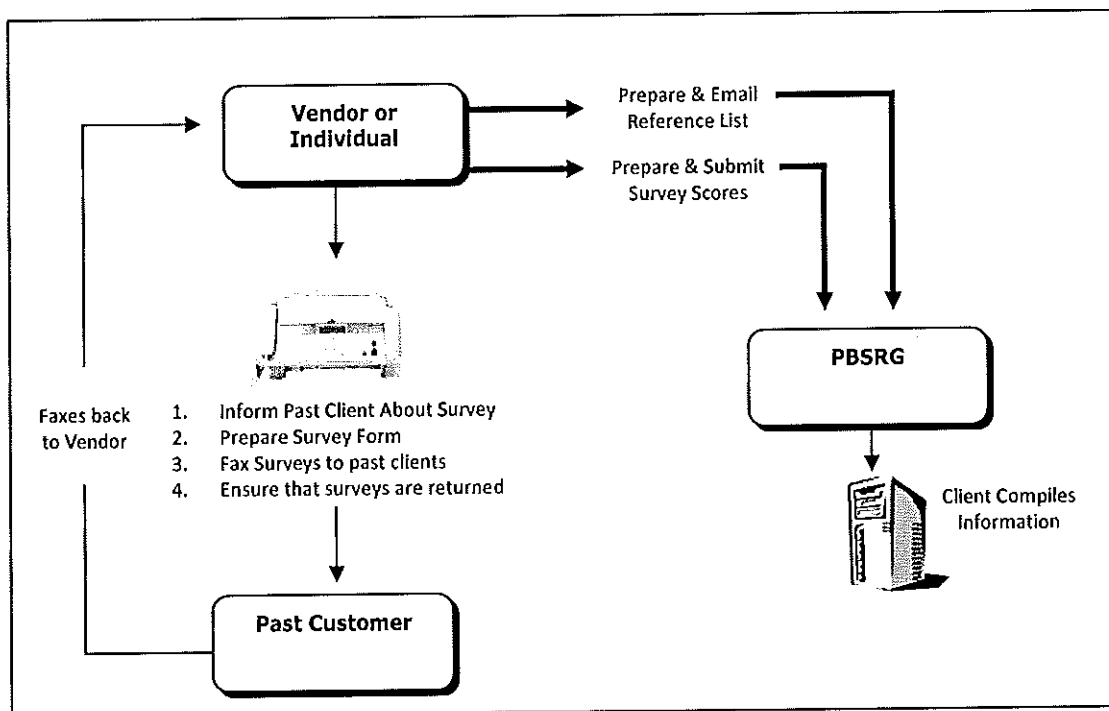 Vendor or
Individual
Prepare & Email
Reference List
Prepare & Submit
Survey Scores
PBSRG
Faxes back
to Vendor
1. Inform Past Client About Survey
2. Prepare Survey Form
3. Fax Surveys to past clients
4. Ensure that surveys are returned
Client Compiles
Information
Past Customer